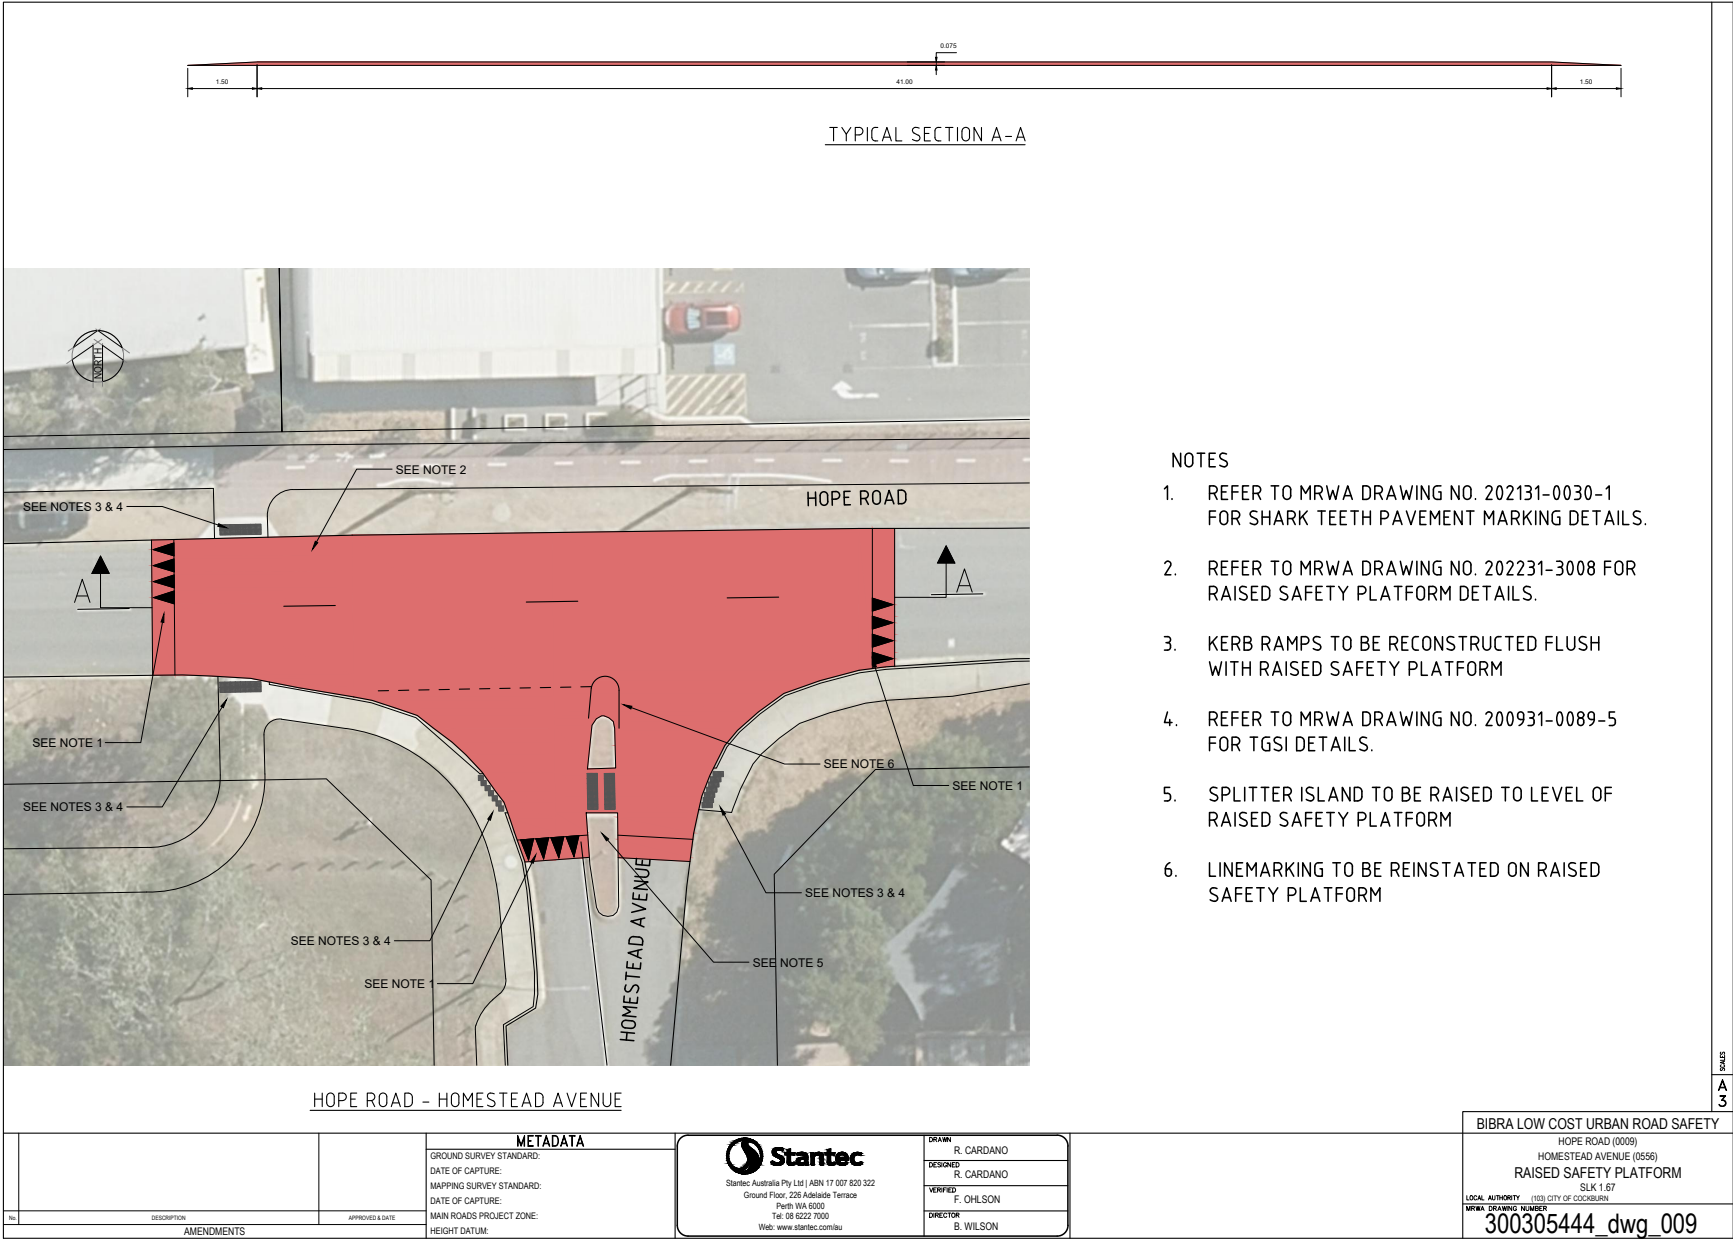 0.075
1.50
41.00
1.50
TYPICAL SECTION A-A
NORTH
SEE NOTE 2
SEE NOTES 3 & 4
HOPE ROAD
A
A
SEE NOTE 1
SEE NOTE 6
SEE NOTE 1
SEE NOTES 3 & 4
SEE NOTES 3 & 4
SEE NOTES 3 & 4
SEE NOTE 5
SEE NOTE 1
HOMESTEAD AVENUE
HOPE ROAD - HOMESTEAD AVENUE
NOTES
1. REFER TO MRWA DRAWING NO. 202131-0030-1
FOR SHARK TEETH PAVEMENT MARKING DETAILS.
2. REFER TO MRWA DRAWING NO. 202231-3008 FOR
RAISED SAFETY PLATFORM DETAILS.
3. KERB RAMPS TO BE RECONSTRUCTED FLUSH
WITH RAISED SAFETY PLATFORM
4. REFER TO MRWA DRAWING NO. 200931-0089-5
FOR TGSI DETAILS.
5. SPLITTER ISLAND TO BE RAISED TO LEVEL OF
RAISED SAFETY PLATFORM
6. LINEMARKING TO BE REINSTATED ON RAISED
SAFETY PLATFORM
SCALES
A
3
No.
DESCRIPTION
APPROVED & DATE
AMENDMENTS
METADATA
GROUND SURVEY STANDARD:
DATE OF CAPTURE:
MAPPING SURVEY STANDARD:
DATE OF CAPTURE:
MAIN ROADS PROJECT ZONE:
HEIGHT DATUM:
Stantec
Stantec Australia Pty Ltd | ABN 17 007 820 322
Ground Floor, 226 Adelaide Terrace
Perth WA 6000
Tel: 08 6222 7000
Web: www.stantec.com/au
DRAWN
R. CARDANO
DESIGNED
R. CARDANO
VERIFIED
F. OHLSON
DIRECTOR
B. WILSON
BIBRA LOW COST URBAN ROAD SAFETY
HOPE ROAD (0009)
HOMESTEAD AVENUE (0556)
RAISED SAFETY PLATFORM
SLK 1.67
LOCAL AUTHORITY (103) CITY OF COCKBURN
MRWA DRAWING NUMBER
300305444_dwg_009